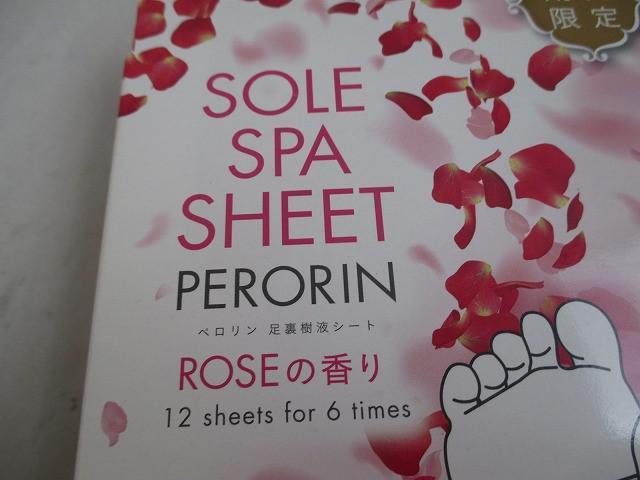 限定
SOLE
SPA
SHEET
PERORIN
ペロリン 足裏樹液シート
ROSEの香り
12 sheets for 6 times